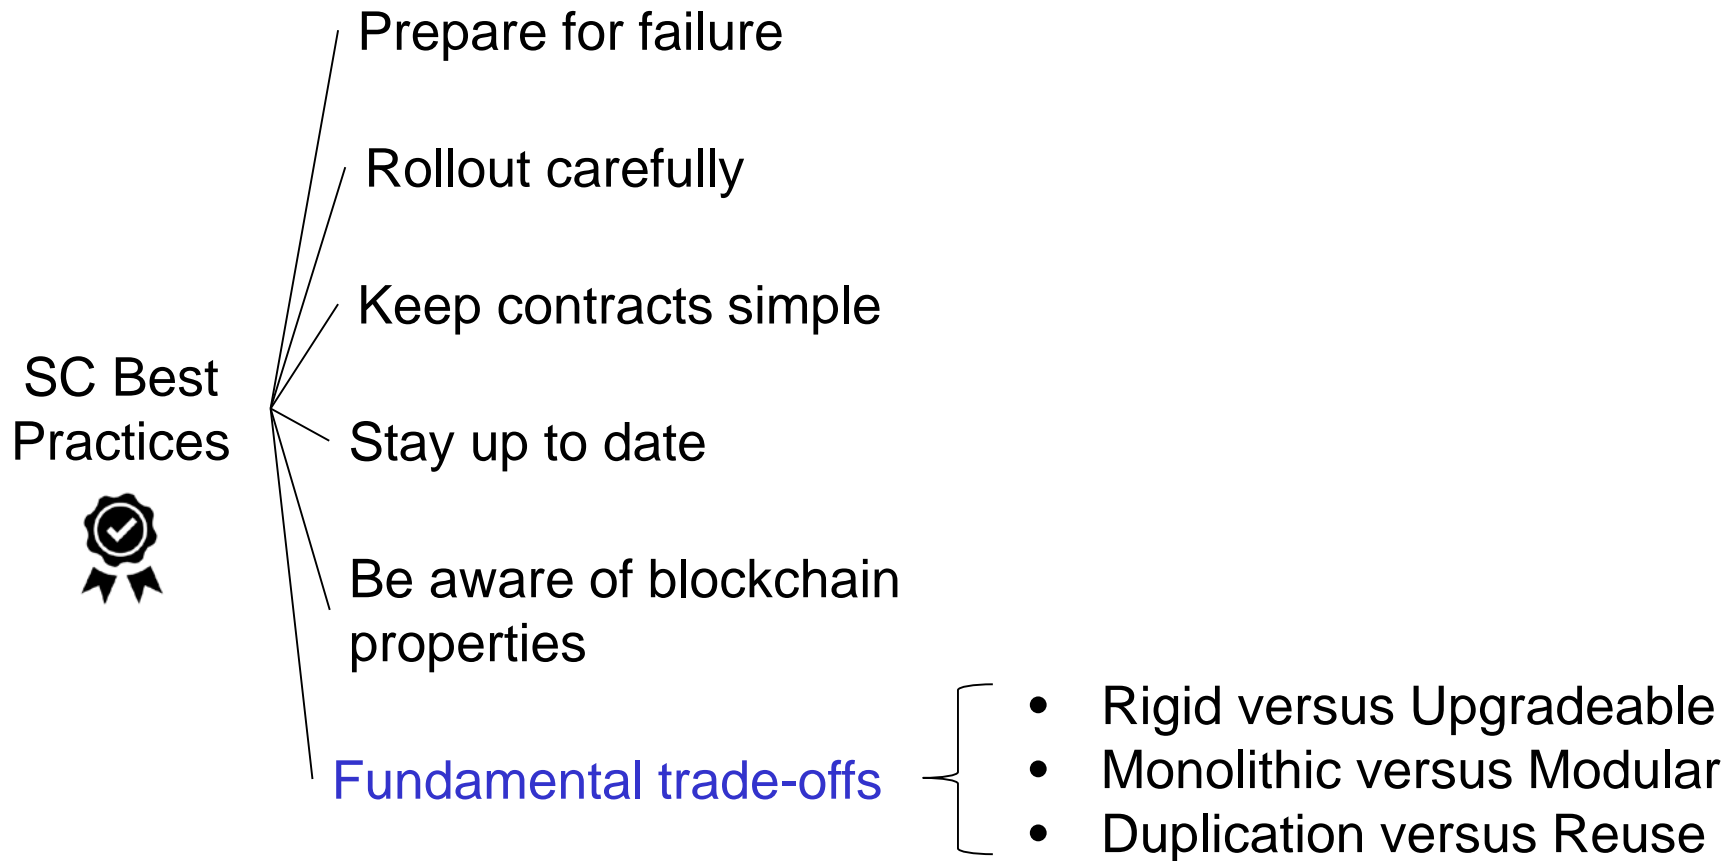 Prepare for failure
Rollout carefully
Keep contracts simple
SC Best
Practices
Stay up to date
Be aware of blockchain
properties
Fundamental trade-offs
• Rigid versus Upgradeable
• Monolithic versus Modular
• Duplication versus Reuse